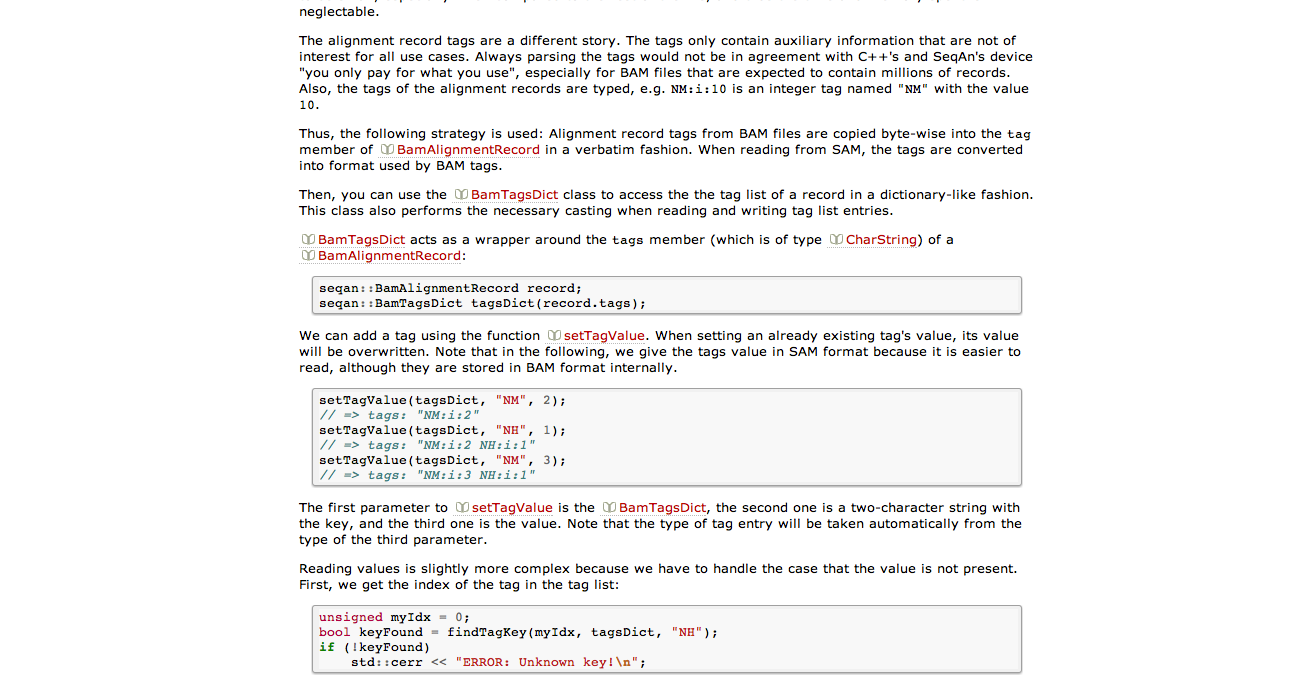 neglectable.
The alignment record tags are a different story. The tags only contain auxiliary information that are not of
interest for all use cases. Always parsing the tags would not be in agreement with C++'s and SeqAn's device
"you only pay for what you use", especially for BAM files that are expected to contain millions of records.
Also, the tags of the alignment records are typed, e.g. NM:i:10 is an integer tag named "NM" with the value
10.
Thus, the following strategy is used: Alignment record tags from BAM files are copied byte-wise into the tag
member of BamAlignmentRecord in a verbatim fashion. When reading from SAM, the tags are converted
into format used by BAM tags.
Then, you can use the BamTagsDict class to access the the tag list of a record in a dictionary-like fashion.
This class also performs the necessary casting when reading and writing tag list entries.
BamTagsDict acts as a wrapper around the tags member (which is of type CharString) of a
BamAlignmentRecord:
seqan::BamAlignmentRecord record;
seqan::BamTagsDict tagsDict(record.tags);
We can add a tag using the function setTagValue. When setting an already existing tag's value, its value
will be overwritten. Note that in the following, we give the tags value in SAM format because it is easier to
read, although they are stored in BAM format internally.
setTagValue(tagsDict, "NM", 2);
// => tags: "NM:i:2"
setTagValue(tagsDict, "NH", 1);
// => tags: "NM:i:2 NH:i:1"
setTagValue(tagsDict, "NM", 3);
// => tags: "NM:i:3 NH:i:1"
The first parameter to setTagValue is the BamTagsDict, the second one is a two-character string with
the key, and the third one is the value. Note that the type of tag entry will be taken automatically from the
type of the third parameter.
Reading values is slightly more complex because we have to handle the case that the value is not present.
First, we get the index of the tag in the tag list:
unsigned myIdx = 0;
bool keyFound = findTagKey(myIdx, tagsDict, "NH");
if (!keyFound)
    std::cerr << "ERROR: Unknown key!\n";